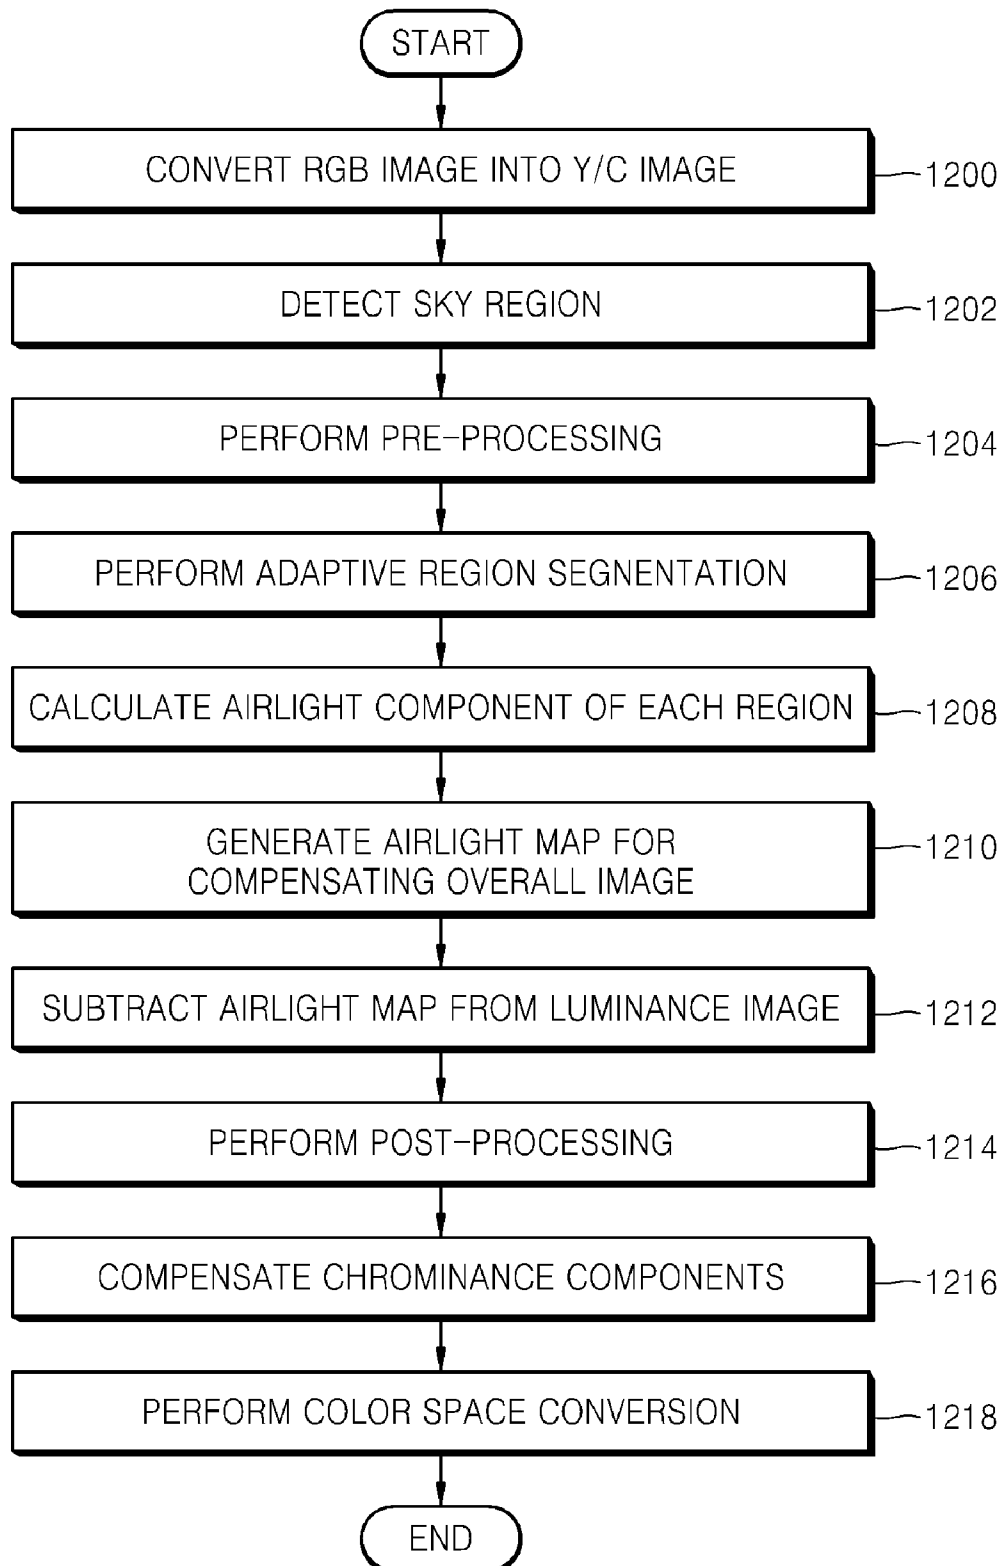 START
CONVERT RGB IMAGE INTO Y/C IMAGE
1200
DETECT SKY REGION
1202
PERFORM PRE-PROCESSING
1204
PERFORM ADAPTIVE REGION SEGNENTATION
1206
CALCULATE AIRLIGHT COMPONENT OF EACH REGION
1208
GENERATE AIRLIGHT MAP FOR
COMPENSATING OVERALL IMAGE
1210
SUBTRACT AIRLIGHT MAP FROM LUMINANCE IMAGE
1212
PERFORM POST-PROCESSING
1214
COMPENSATE CHROMINANCE COMPONENTS
1216
PERFORM COLOR SPACE CONVERSION
1218
END